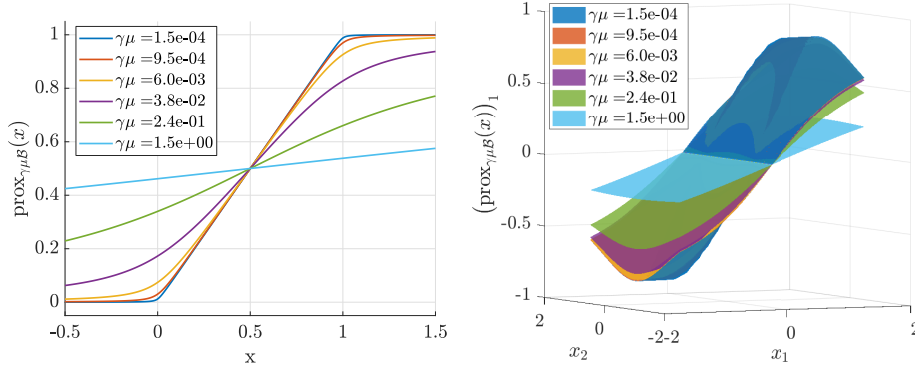 γμ =1.5e-04
γμ =9.5e-04
γμ =6.0e-03
γμ =3.8e-02
γμ =2.4e-01
γμ =1.5e+00
1
0.8
0.6
0.4
0.2
0
-0.5
0
0.5
1
1.5
x
prox_{γμB}(x)
γμ =1.5e-04
γμ =9.5e-04
γμ =6.0e-03
γμ =3.8e-02
γμ =2.4e-01
γμ =1.5e+00
1
0.5
0
-0.5
-1
2
0
-2
-2
0
2
x_2
x_1
(prox_{γμB}(x))_1